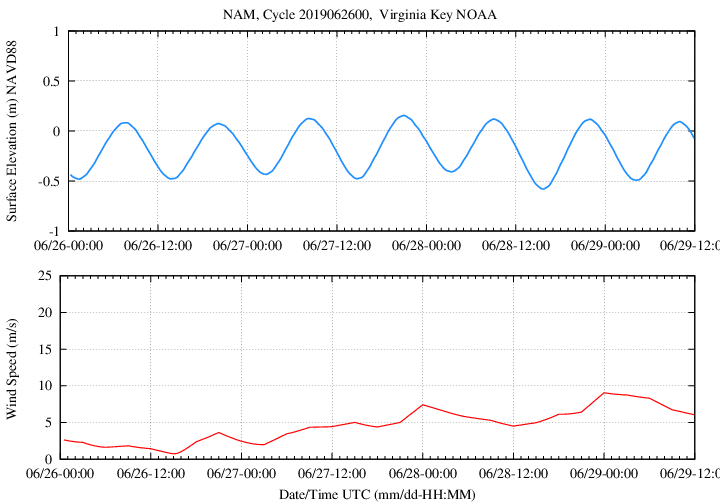 NAM, Cycle 2019062600,  Virginia Key NOAA
Surface Elevation (m) NAVD88
1
0.5
0
-0.5
-1
06/26-00:00 06/26-12:00 06/27-00:00 06/27-12:00 06/28-00:00 06/28-12:00 06/29-00:00 06/29-12
Wind Speed (m/s)
25
20
15
10
5
0
06/26-00:00 06/26-12:00 06/27-00:00 06/27-12:00 06/28-00:00 06/28-12:00 06/29-00:00 06/29-12
Date/Time UTC (mm/dd-HH:MM)